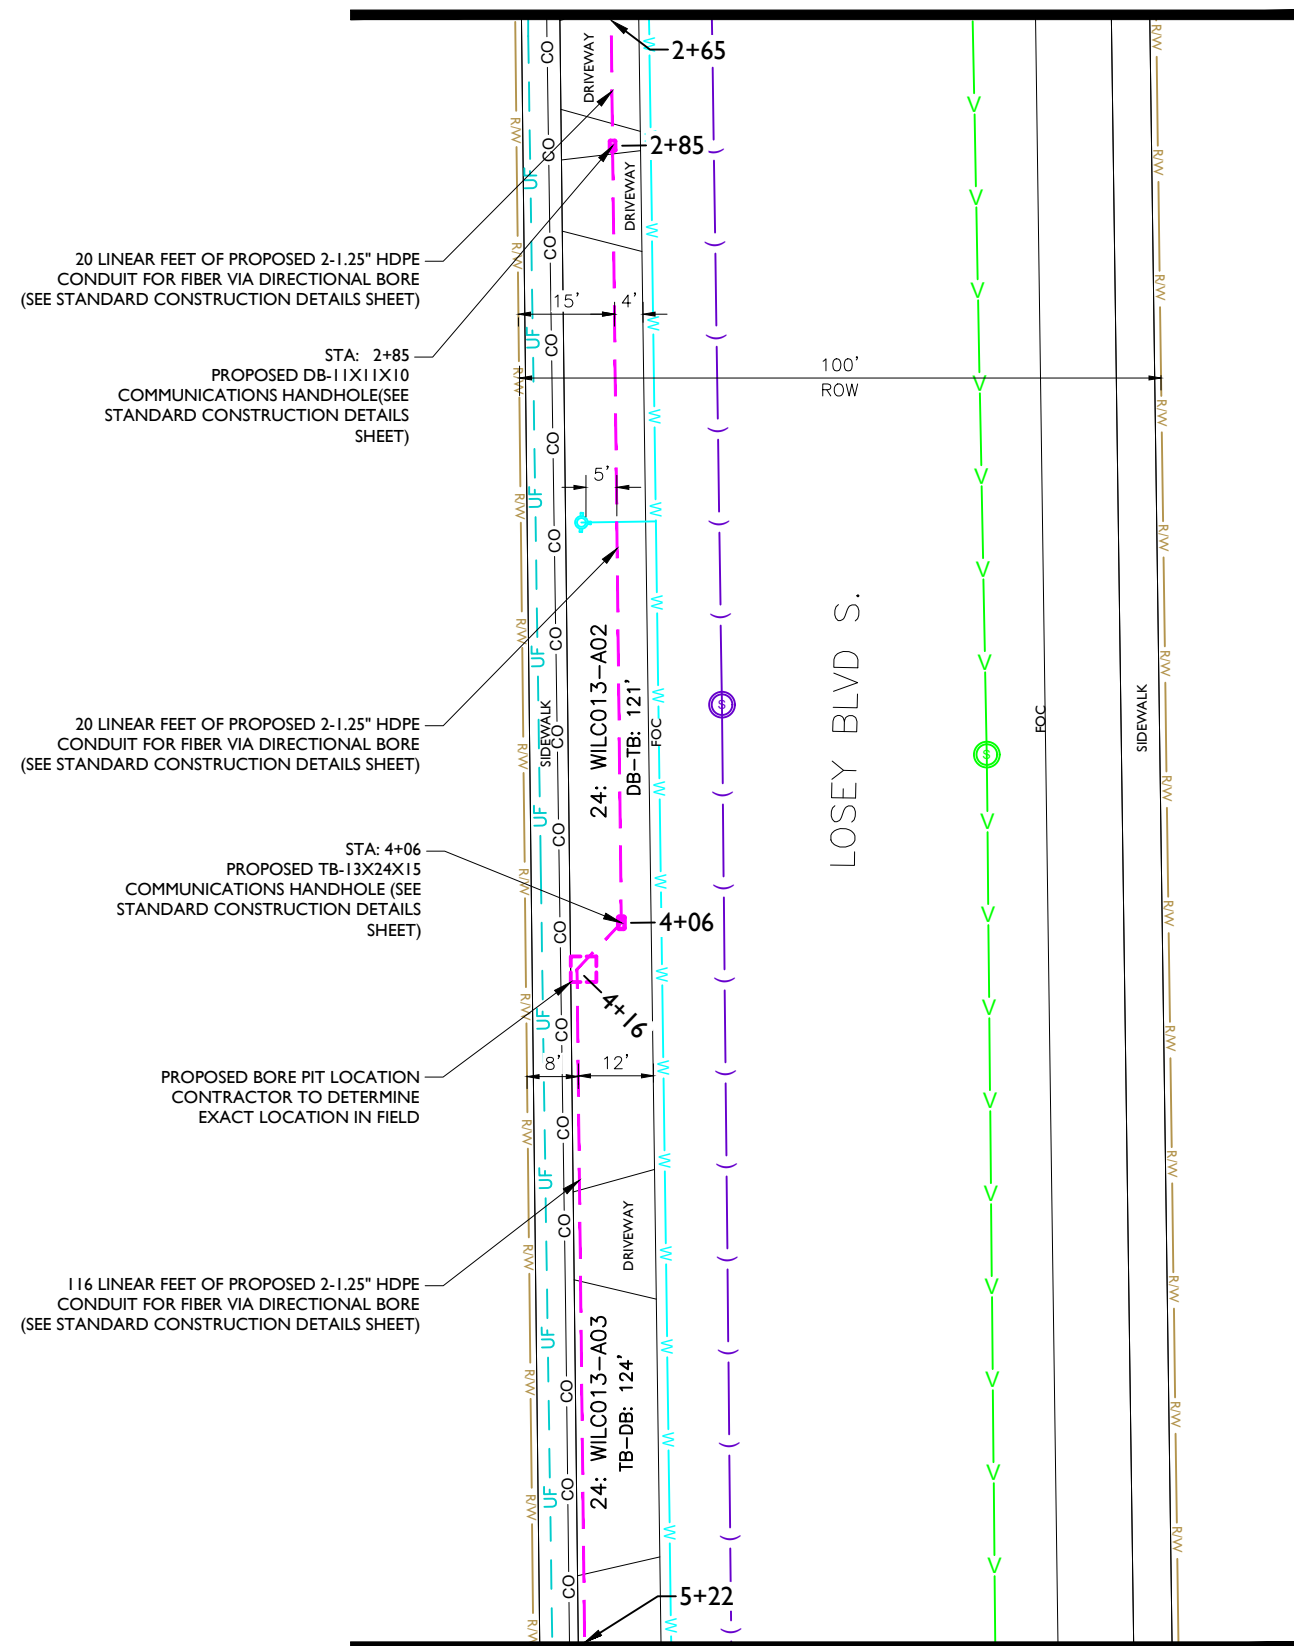 2+65
DRIVEWAY
2+85
DRIVEWAY
20 LINEAR FEET OF PROPOSED 2-1.25" HDPE
CONDUIT FOR FIBER VIA DIRECTIONAL BORE
(SEE STANDARD CONSTRUCTION DETAILS SHEET)
15'
4'
STA: 2+85
PROPOSED DB-11X11X10
COMMUNICATIONS HANDHOLE(SEE
STANDARD CONSTRUCTION DETAILS
SHEET)
100'
ROW
5'
20 LINEAR FEET OF PROPOSED 2-1.25" HDPE
CONDUIT FOR FIBER VIA DIRECTIONAL BORE
(SEE STANDARD CONSTRUCTION DETAILS SHEET)
SIDEWALK
24: WILC013-A02
DB-TB: 121'
FOC
LOSEY BLVD S.
FOC
SIDEWALK
STA: 4+06
PROPOSED TB-13X24X15
COMMUNICATIONS HANDHOLE (SEE
STANDARD CONSTRUCTION DETAILS
SHEET)
4+06
4+16
PROPOSED BORE PIT LOCATION
CONTRACTOR TO DETERMINE
EXACT LOCATION IN FIELD
8'
12'
DRIVEWAY
116 LINEAR FEET OF PROPOSED 2-1.25" HDPE
CONDUIT FOR FIBER VIA DIRECTIONAL BORE
(SEE STANDARD CONSTRUCTION DETAILS SHEET)
24: WILC013-A03
TB-DB: 124'
5+22
R/W
UF
CO
W
V
S
S
R/W